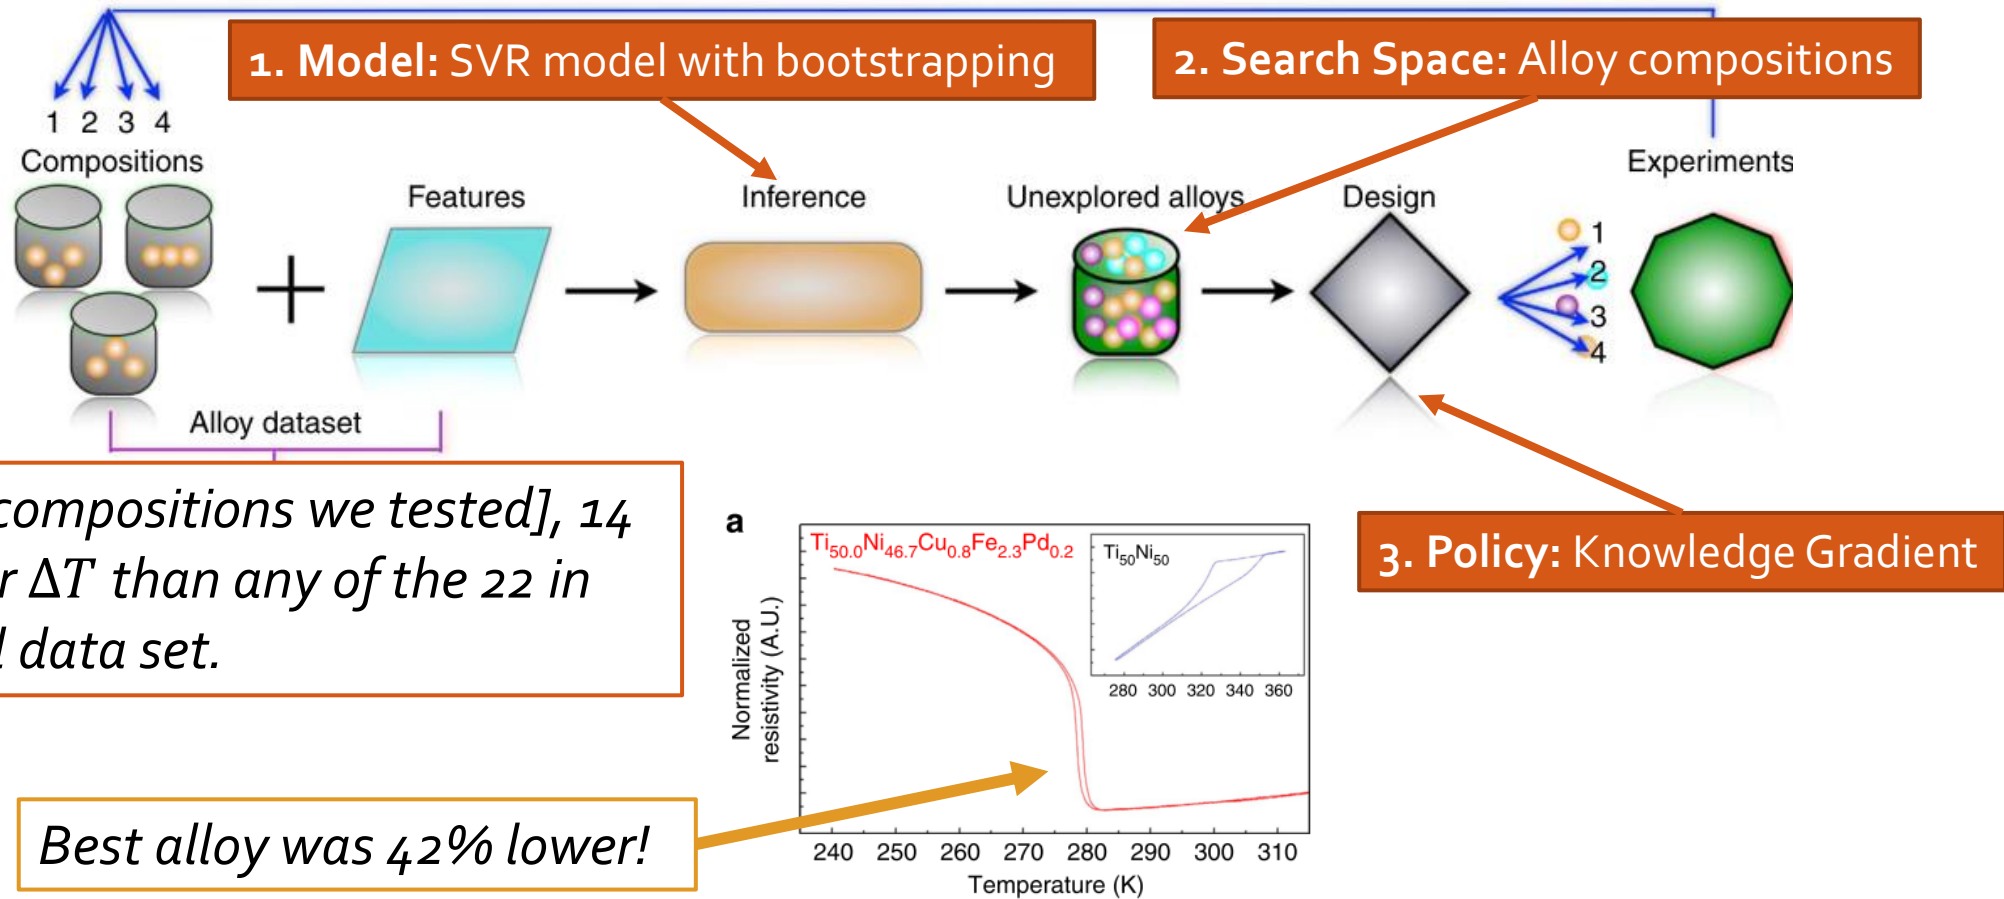 1. Model: SVR model with bootstrapping
2. Search Space: Alloy compositions
1 2 3 4
Compositions
Experiments
Features
Inference
Unexplored alloys
Design
1
2
3
4
Alloy dataset
compositions we tested], 14
r ΔT than any of the 22 in
l data set.
3. Policy: Knowledge Gradient
a
Ti50.0Ni46.7Cu0.8Fe2.3Pd0.2
Ti50Ni50
280 300 320 340 360
Normalized
resistivity (A.U.)
Best alloy was 42% lower!
240 250 260 270 280 290 300 310
Temperature (K)